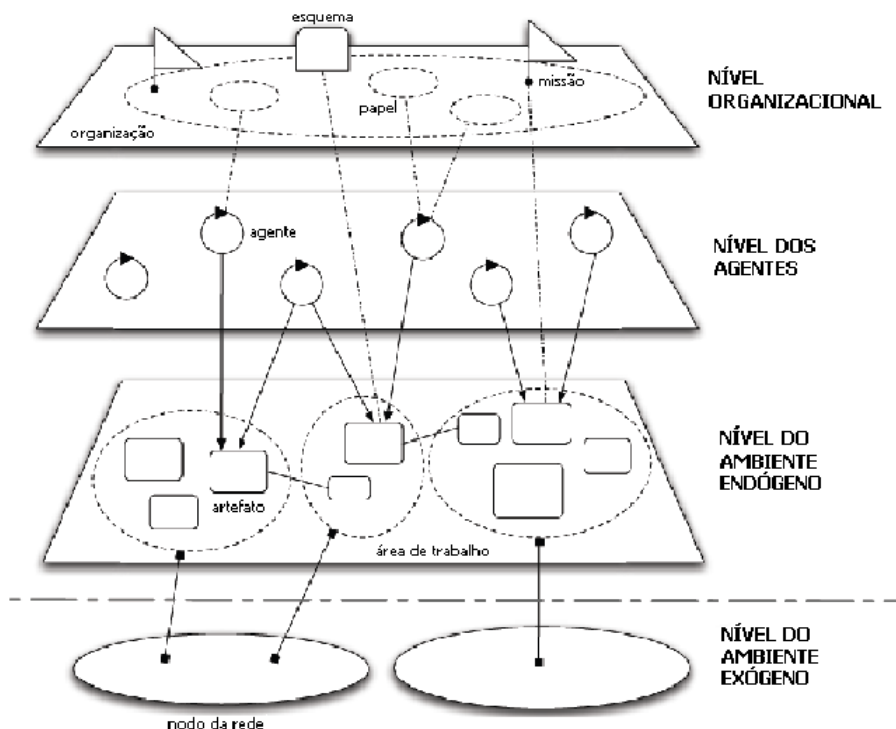 esquema
missão
papel
organização
NÍVEL
ORGANIZACIONAL
agente
NÍVEL DOS
AGENTES
artefato
área de trabalho
NÍVEL DO
AMBIENTE
ENDÓGENO
nodo da rede
NÍVEL DO
AMBIENTE
EXÓGENO